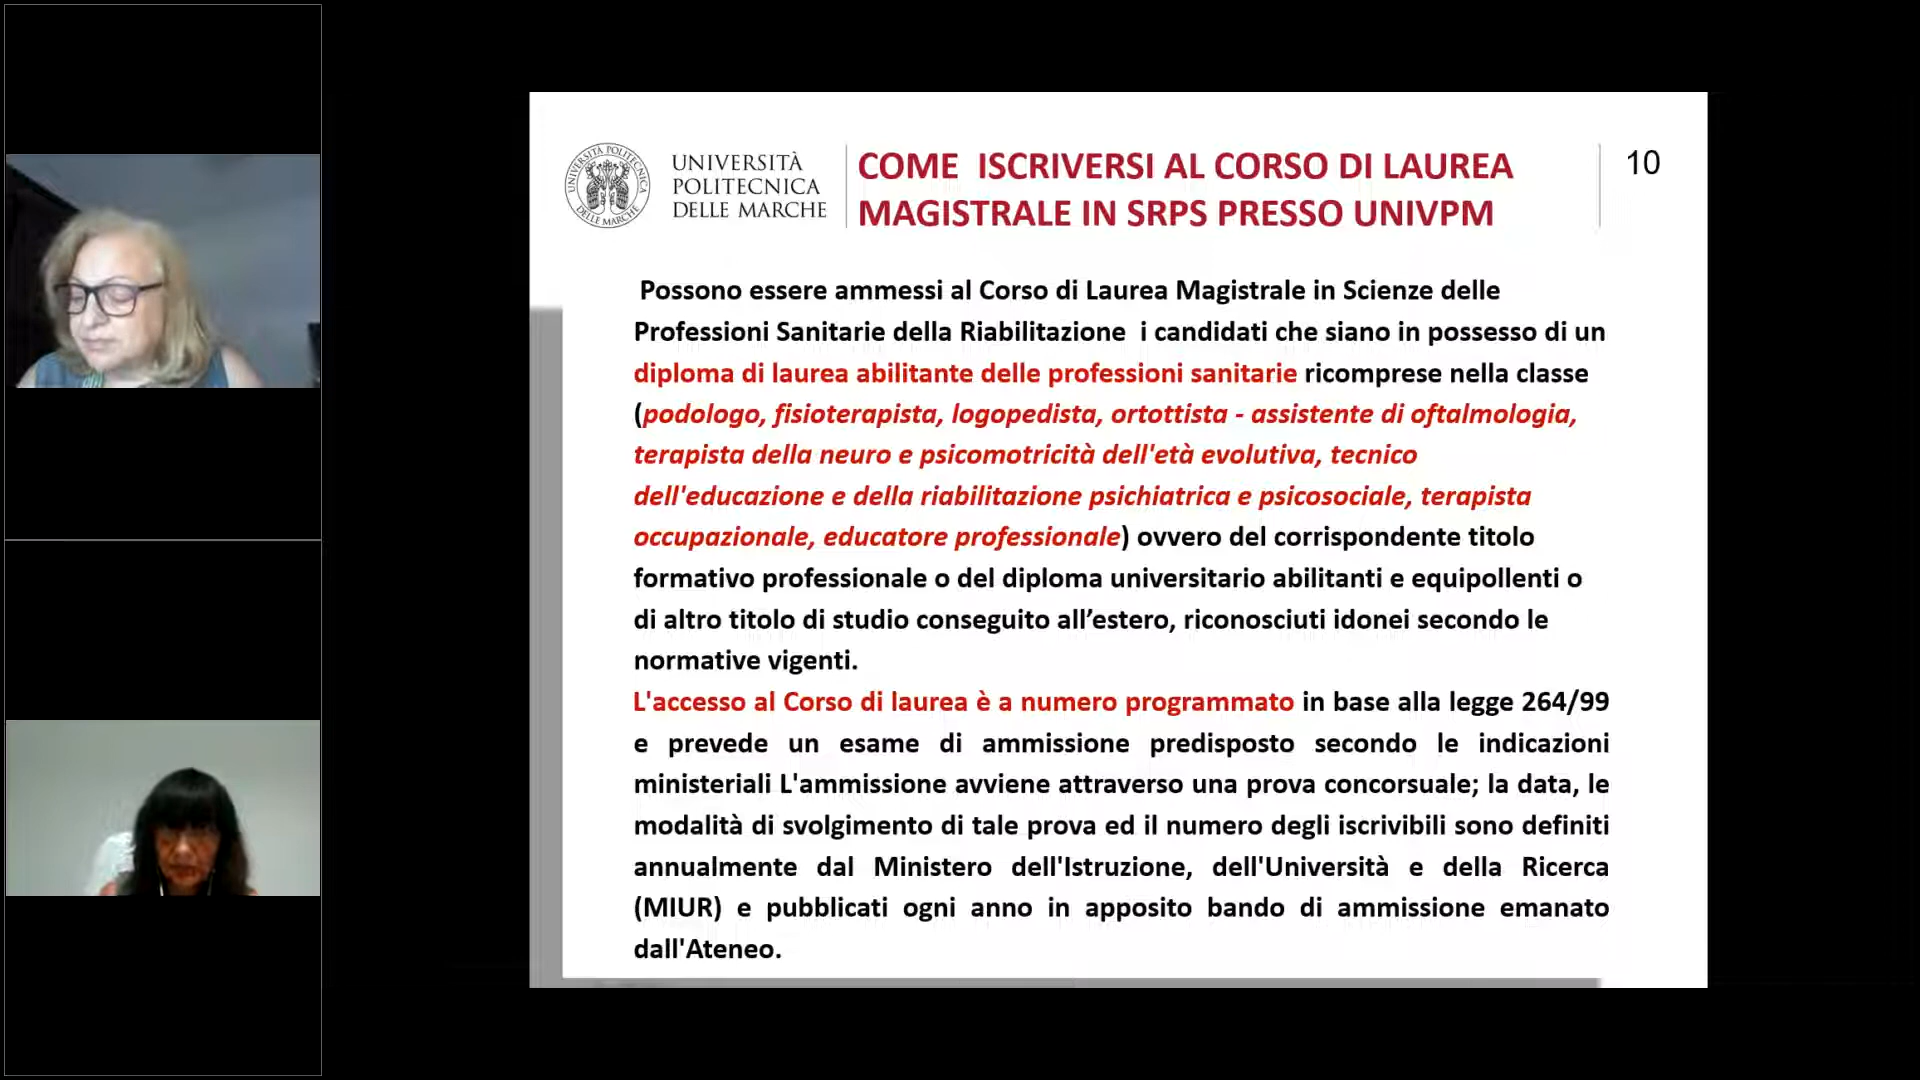 UNIVERSITÀ POLITECNICA
DELLE MARCHE
UNIVERSITÀ
POLITECNICA
DELLE MARCHE
COME  ISCRIVERSI AL CORSO DI LAUREA
MAGISTRALE IN SRPS PRESSO UNIVPM
10
Possono essere ammessi al Corso di Laurea Magistrale in Scienze delle
Professioni Sanitarie della Riabilitazione  i candidati che siano in possesso di un
diploma di laurea abilitante delle professioni sanitarie ricomprese nella classe
(podologo, fisioterapista, logopedista, ortottista - assistente di oftalmologia,
terapista della neuro e psicomotricità dell'età evolutiva, tecnico
dell'educazione e della riabilitazione psichiatrica e psicosociale, terapista
occupazionale, educatore professionale) ovvero del corrispondente titolo
formativo professionale o del diploma universitario abilitanti e equipollenti o
di altro titolo di studio conseguito all’estero, riconosciuti idonei secondo le
normative vigenti.
L'accesso al Corso di laurea è a numero programmato in base alla legge 264/99
e prevede un esame di ammissione predisposto secondo le indicazioni
ministeriali L'ammissione avviene attraverso una prova concorsuale; la data, le
modalità di svolgimento di tale prova ed il numero degli iscrivibili sono definiti
annualmente dal Ministero dell'Istruzione, dell'Università e della Ricerca
(MIUR) e pubblicati ogni anno in apposito bando di ammissione emanato
dall'Ateneo.